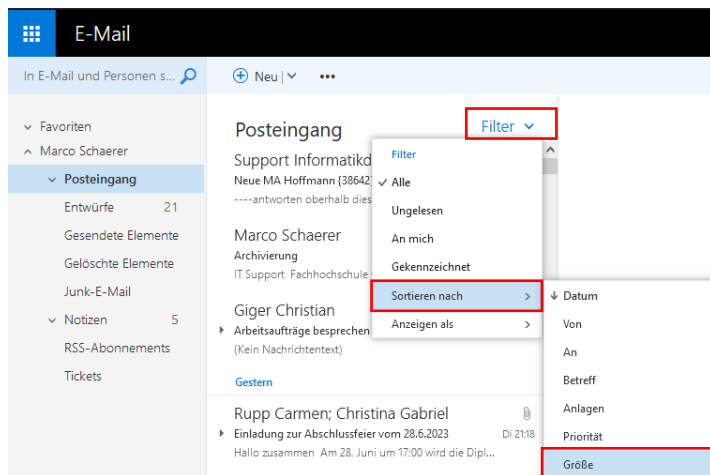 E-Mail
In E-Mail und Personen s...
Neu
Favoriten
Marco Schaerer
Posteingang
Entwürfe 21
Gesendete Elemente
Gelöschte Elemente
Junk-E-Mail
Notizen 5
RSS-Abonnements
Tickets
Posteingang
Filter
Support Informatikd
Neue MA Hoffmann {38642}
----antworten oberhalb dies
Marco Schaerer
Archivierung
IT Support Fachhochschule
Giger Christian
Arbeitsaufträge besprechen
(Kein Nachrichtentext)
Gestern
Rupp Carmen; Christina Gabriel
Einladung zur Abschlussfeier vom 28.6.2023 Di 21:18
Hallo zusammen Am 28. Juni um 17:00 wird die Dipl...
Filter
Alle
Ungelesen
An mich
Gekennzeichnet
Sortieren nach
Anzeigen als
Datum
Von
An
Betreff
Anlagen
Priorität
Größe